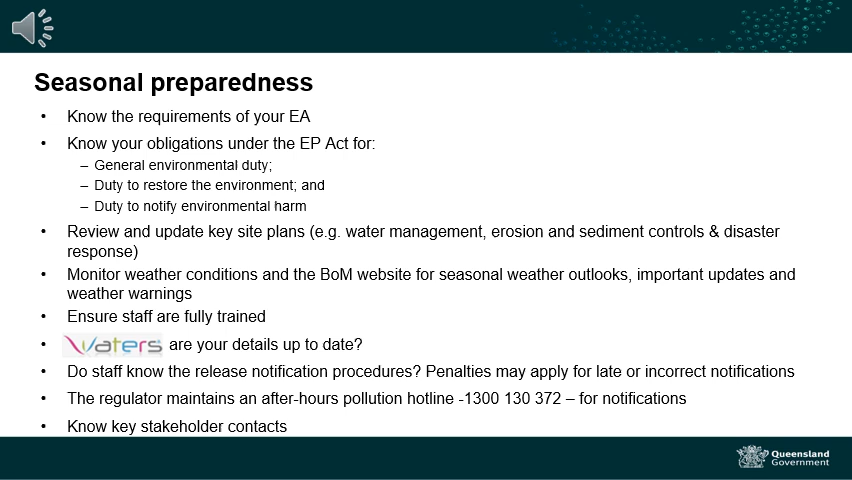 Seasonal preparedness
• Know the requirements of your EA
• Know your obligations under the EP Act for:
– General environmental duty;
– Duty to restore the environment; and
– Duty to notify environmental harm
• Review and update key site plans (e.g. water management, erosion and sediment controls & disaster
response)
• Monitor weather conditions and the BoM website for seasonal weather outlooks, important updates and
weather warnings
• Ensure staff are fully trained
• Waters are your details up to date?
• Do staff know the release notification procedures? Penalties may apply for late or incorrect notifications
• The regulator maintains an after-hours pollution hotline -1300 130 372 – for notifications
• Know key stakeholder contacts
Queensland
Government